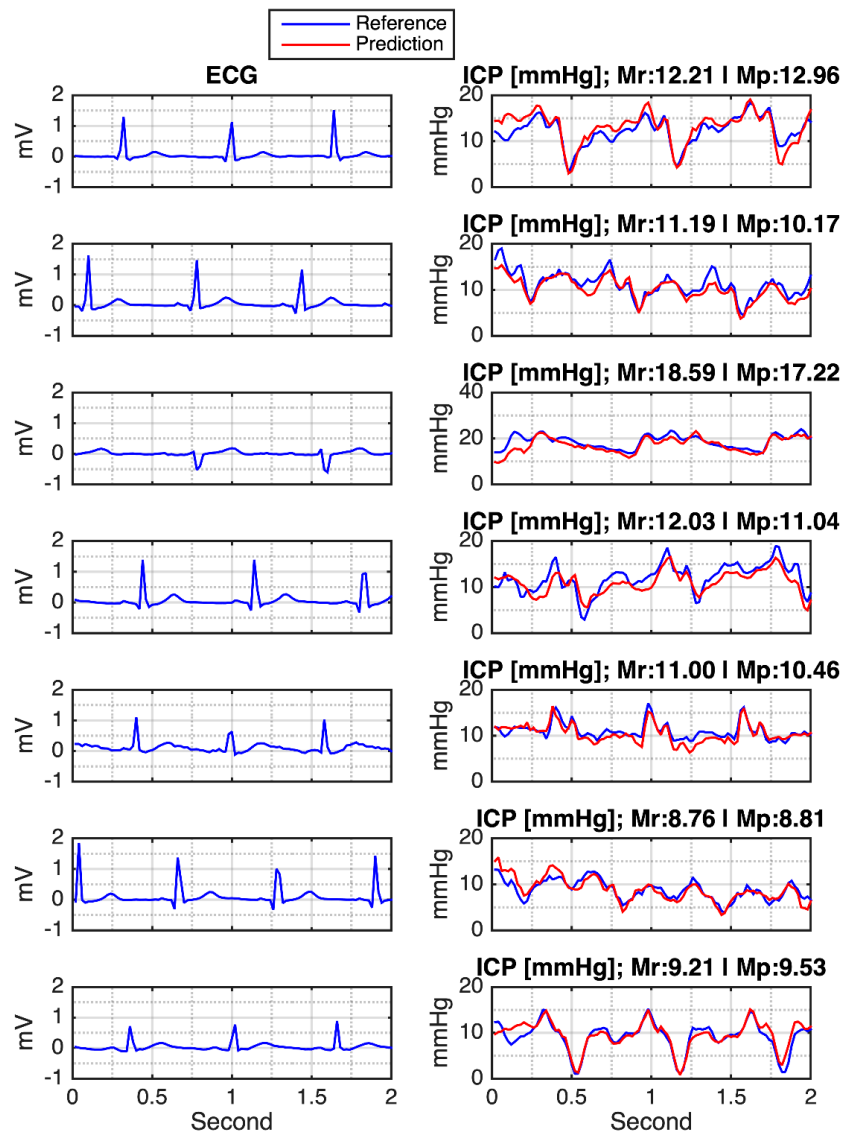 Reference
Prediction
ECG
ICP [mmHg]; Mr:12.21 | Mp:12.96
mV
2
1
0
-1
mmHg
20
10
0
ICP [mmHg]; Mr:11.19 | Mp:10.17
mV
2
1
0
-1
mmHg
20
10
0
ICP [mmHg]; Mr:18.59 | Mp:17.22
mV
2
1
0
-1
mmHg
40
20
0
ICP [mmHg]; Mr:12.03 | Mp:11.04
mV
2
1
0
-1
mmHg
20
10
0
ICP [mmHg]; Mr:11.00 | Mp:10.46
mV
2
1
0
-1
mmHg
20
10
0
ICP [mmHg]; Mr:8.76 | Mp:8.81
mV
2
1
0
-1
mmHg
20
10
0
ICP [mmHg]; Mr:9.21 | Mp:9.53
mV
2
1
0
-1
mmHg
20
10
0
0 0.5 1 1.5 2
0 0.5 1 1.5 2
Second
Second